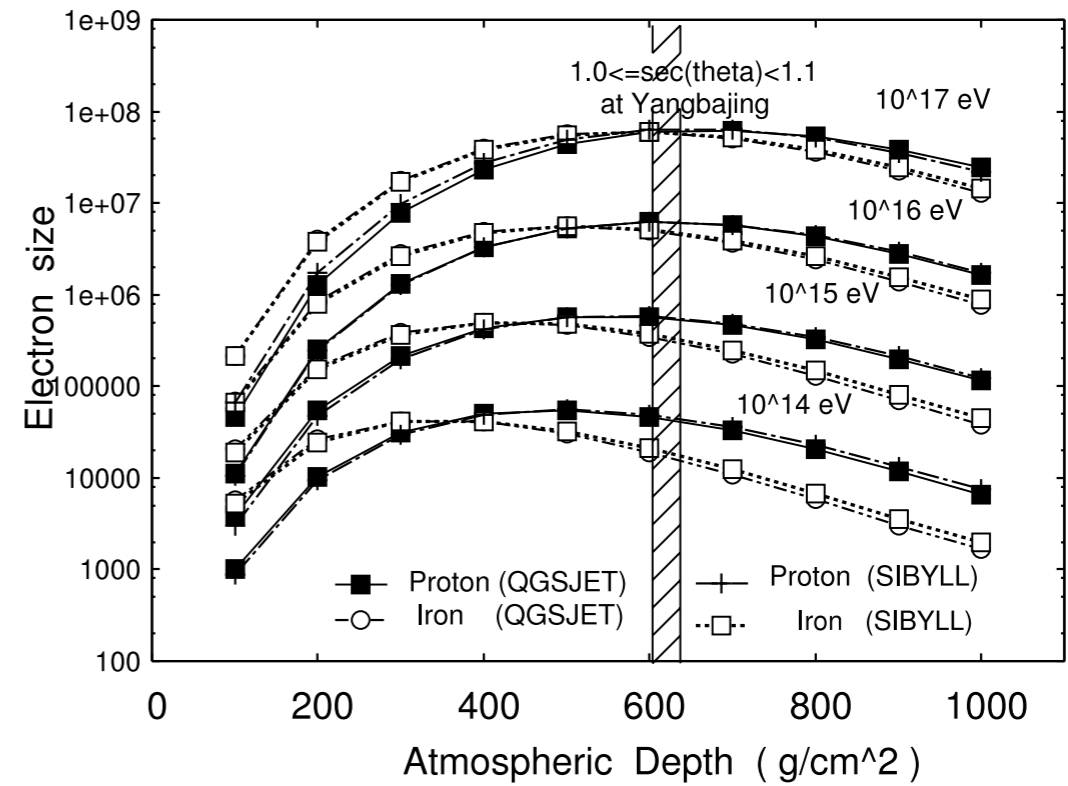 1e+09
1e+08
1e+07
1e+06
100000
10000
1000
100
Electron size
1.0<=sec(theta)<1.1
at Yangbajing
10^17 eV
10^16 eV
10^15 eV
10^14 eV
Proton (QGSJET)
Iron (QGSJET)
Proton (SIBYLL)
Iron (SIBYLL)
0 200 400 600 800 1000
Atmospheric Depth ( g/cm^2 )